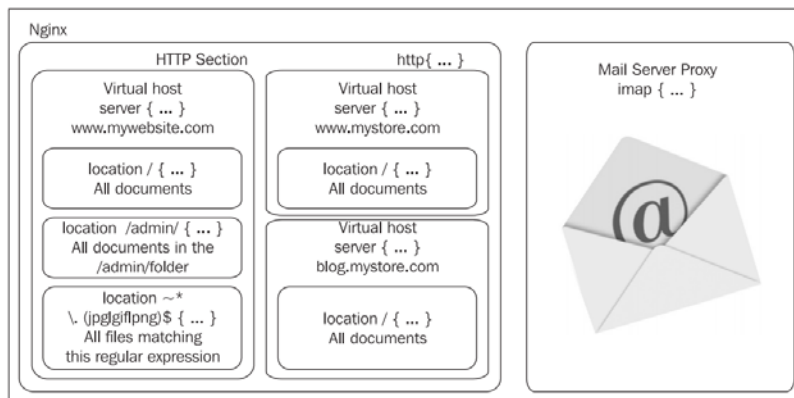 Nginx
HTTP Section
http{ ... }
Virtual host
server { ... }
www.mywebsite.com
location / { ... }
All documents
location /admin/ { ... }
All documents in the
/admin/folder
location ~*
\. (jpg|gif|png)$ { ... }
All files matching
this regular expression
Virtual host
server { ... }
www.mystore.com
location / { ... }
All documents
Virtual host
server { ... }
blog.mystore.com
location / { ... }
All documents
Mail Server Proxy
imap { ... }
@